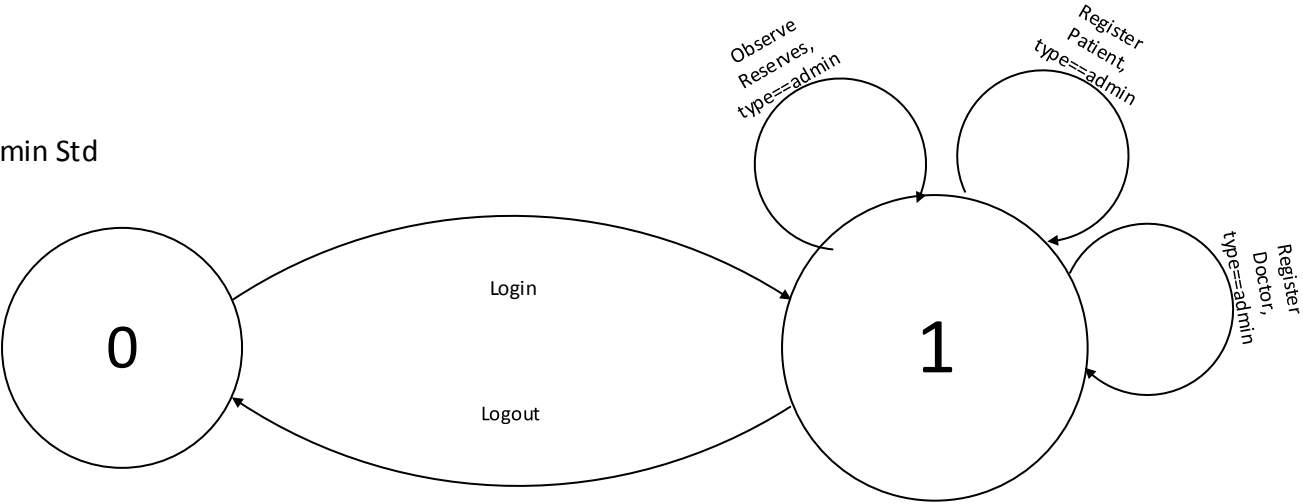 min Std
Observe
Reserves,
type==admin
Register
Patient,
type==admin
Register
Doctor,
type==admin
Login
0
1
Logout